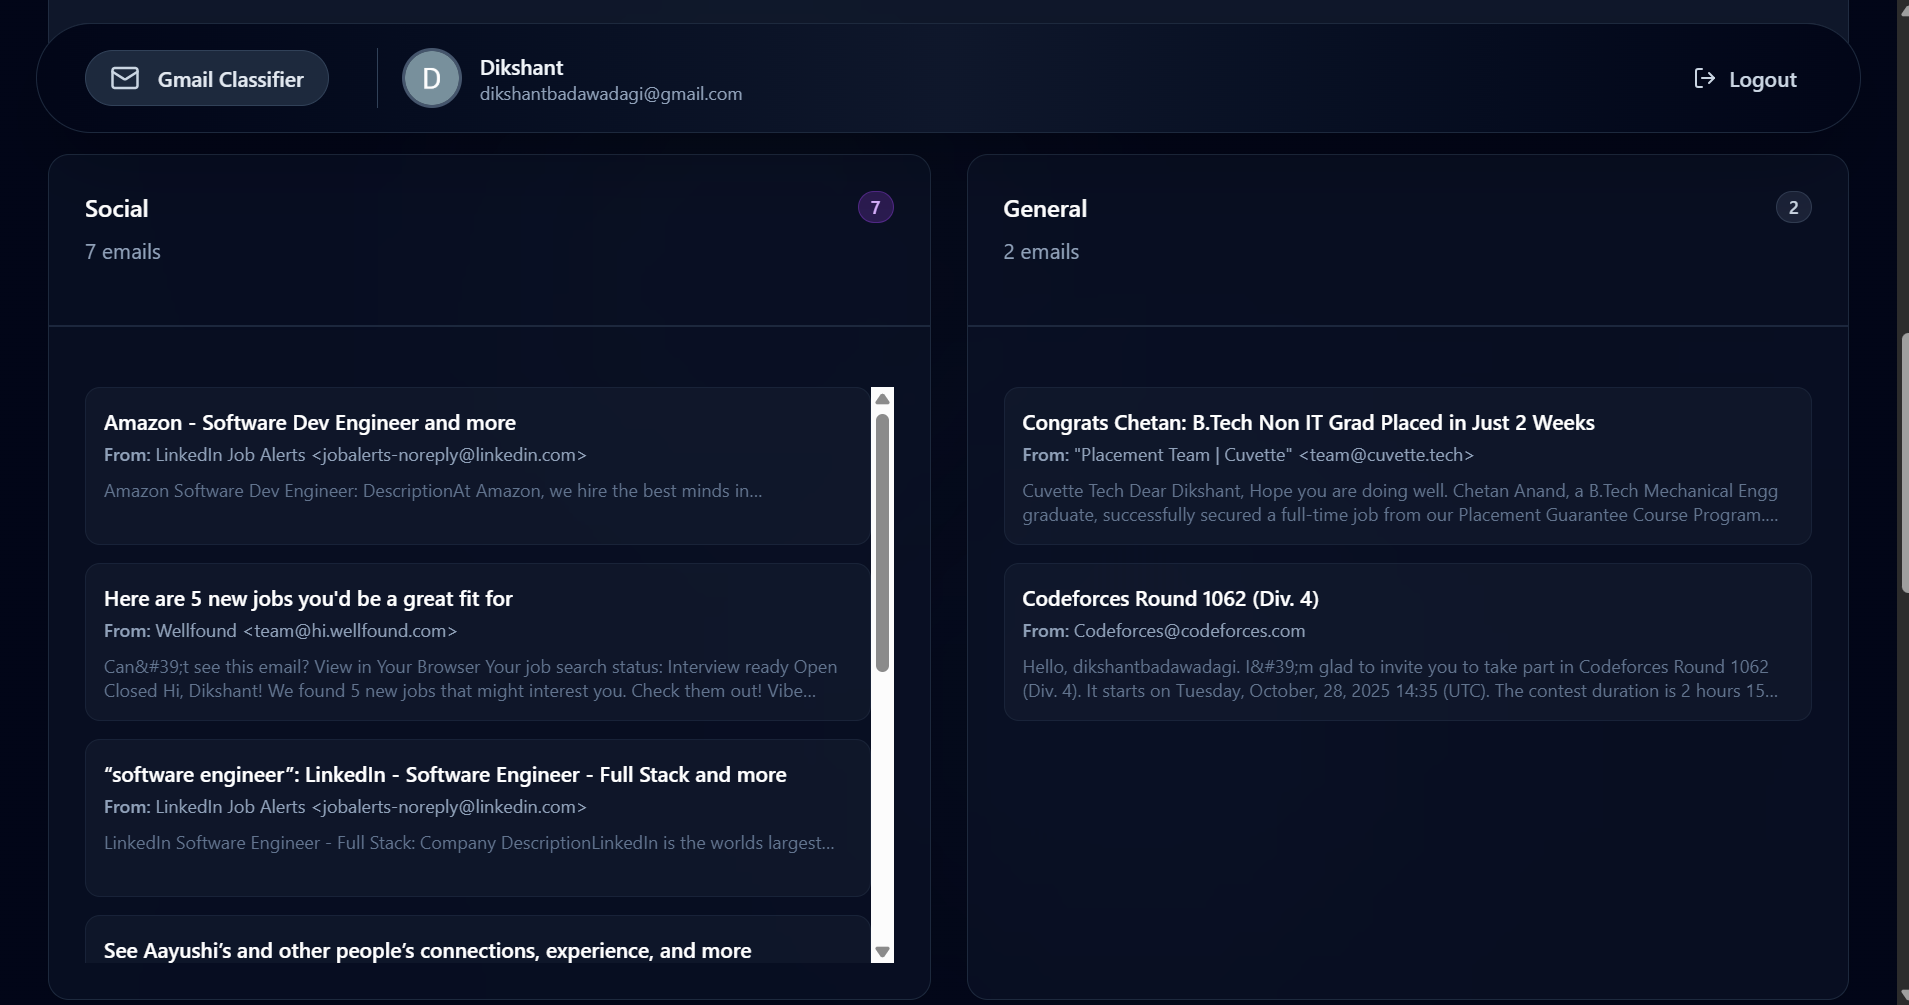 Gmail Classifier
D
Dikshant
dikshantbadawadagi@gmail.com
Logout
Social
7
7 emails
Amazon - Software Dev Engineer and more
From: LinkedIn Job Alerts <jobalerts-noreply@linkedin.com>
Amazon Software Dev Engineer: DescriptionAt Amazon, we hire the best minds in...
Here are 5 new jobs you'd be a great fit for
From: Wellfound <team@hi.wellfound.com>
Can&#39;t see this email? View in Your Browser Your job search status: Interview ready Open
Closed Hi, Dikshant! We found 5 new jobs that might interest you. Check them out! Vibe...
“software engineer”: LinkedIn - Software Engineer - Full Stack and more
From: LinkedIn Job Alerts <jobalerts-noreply@linkedin.com>
LinkedIn Software Engineer - Full Stack: Company DescriptionLinkedIn is the worlds largest...
See Aayushi’s and other people’s connections, experience, and more
General
2
2 emails
Congrats Chetan: B.Tech Non IT Grad Placed in Just 2 Weeks
From: "Placement Team | Cuvette" <team@cuvette.tech>
Cuvette Tech Dear Dikshant, Hope you are doing well. Chetan Anand, a B.Tech Mechanical Engg
graduate, successfully secured a full-time job from our Placement Guarantee Course Program....
Codeforces Round 1062 (Div. 4)
From: Codeforces@codeforces.com
Hello, dikshantbadawadagi. I&#39;m glad to invite you to take part in Codeforces Round 1062
(Div. 4). It starts on Tuesday, October, 28, 2025 14:35 (UTC). The contest duration is 2 hours 15...